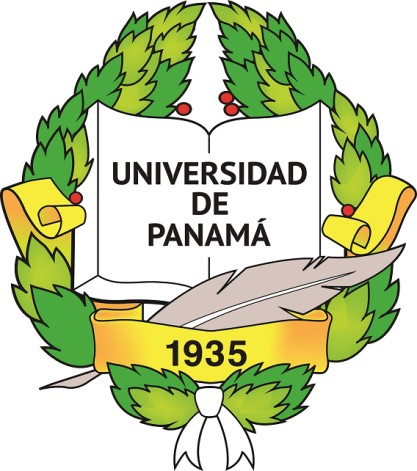 UNIVERSIDAD
DE
PANAMÁ
1935